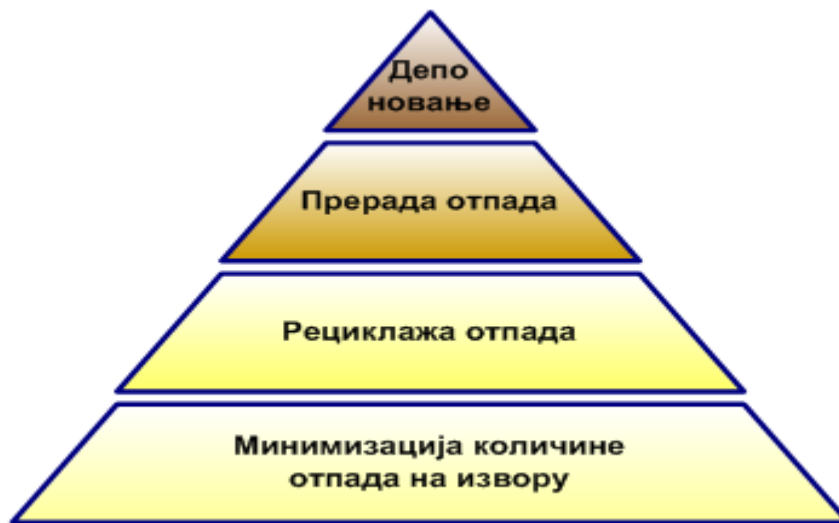 Депо
новање
Прерада отпада
Рециклажа отпада
Минимизација количине
отпада на извору